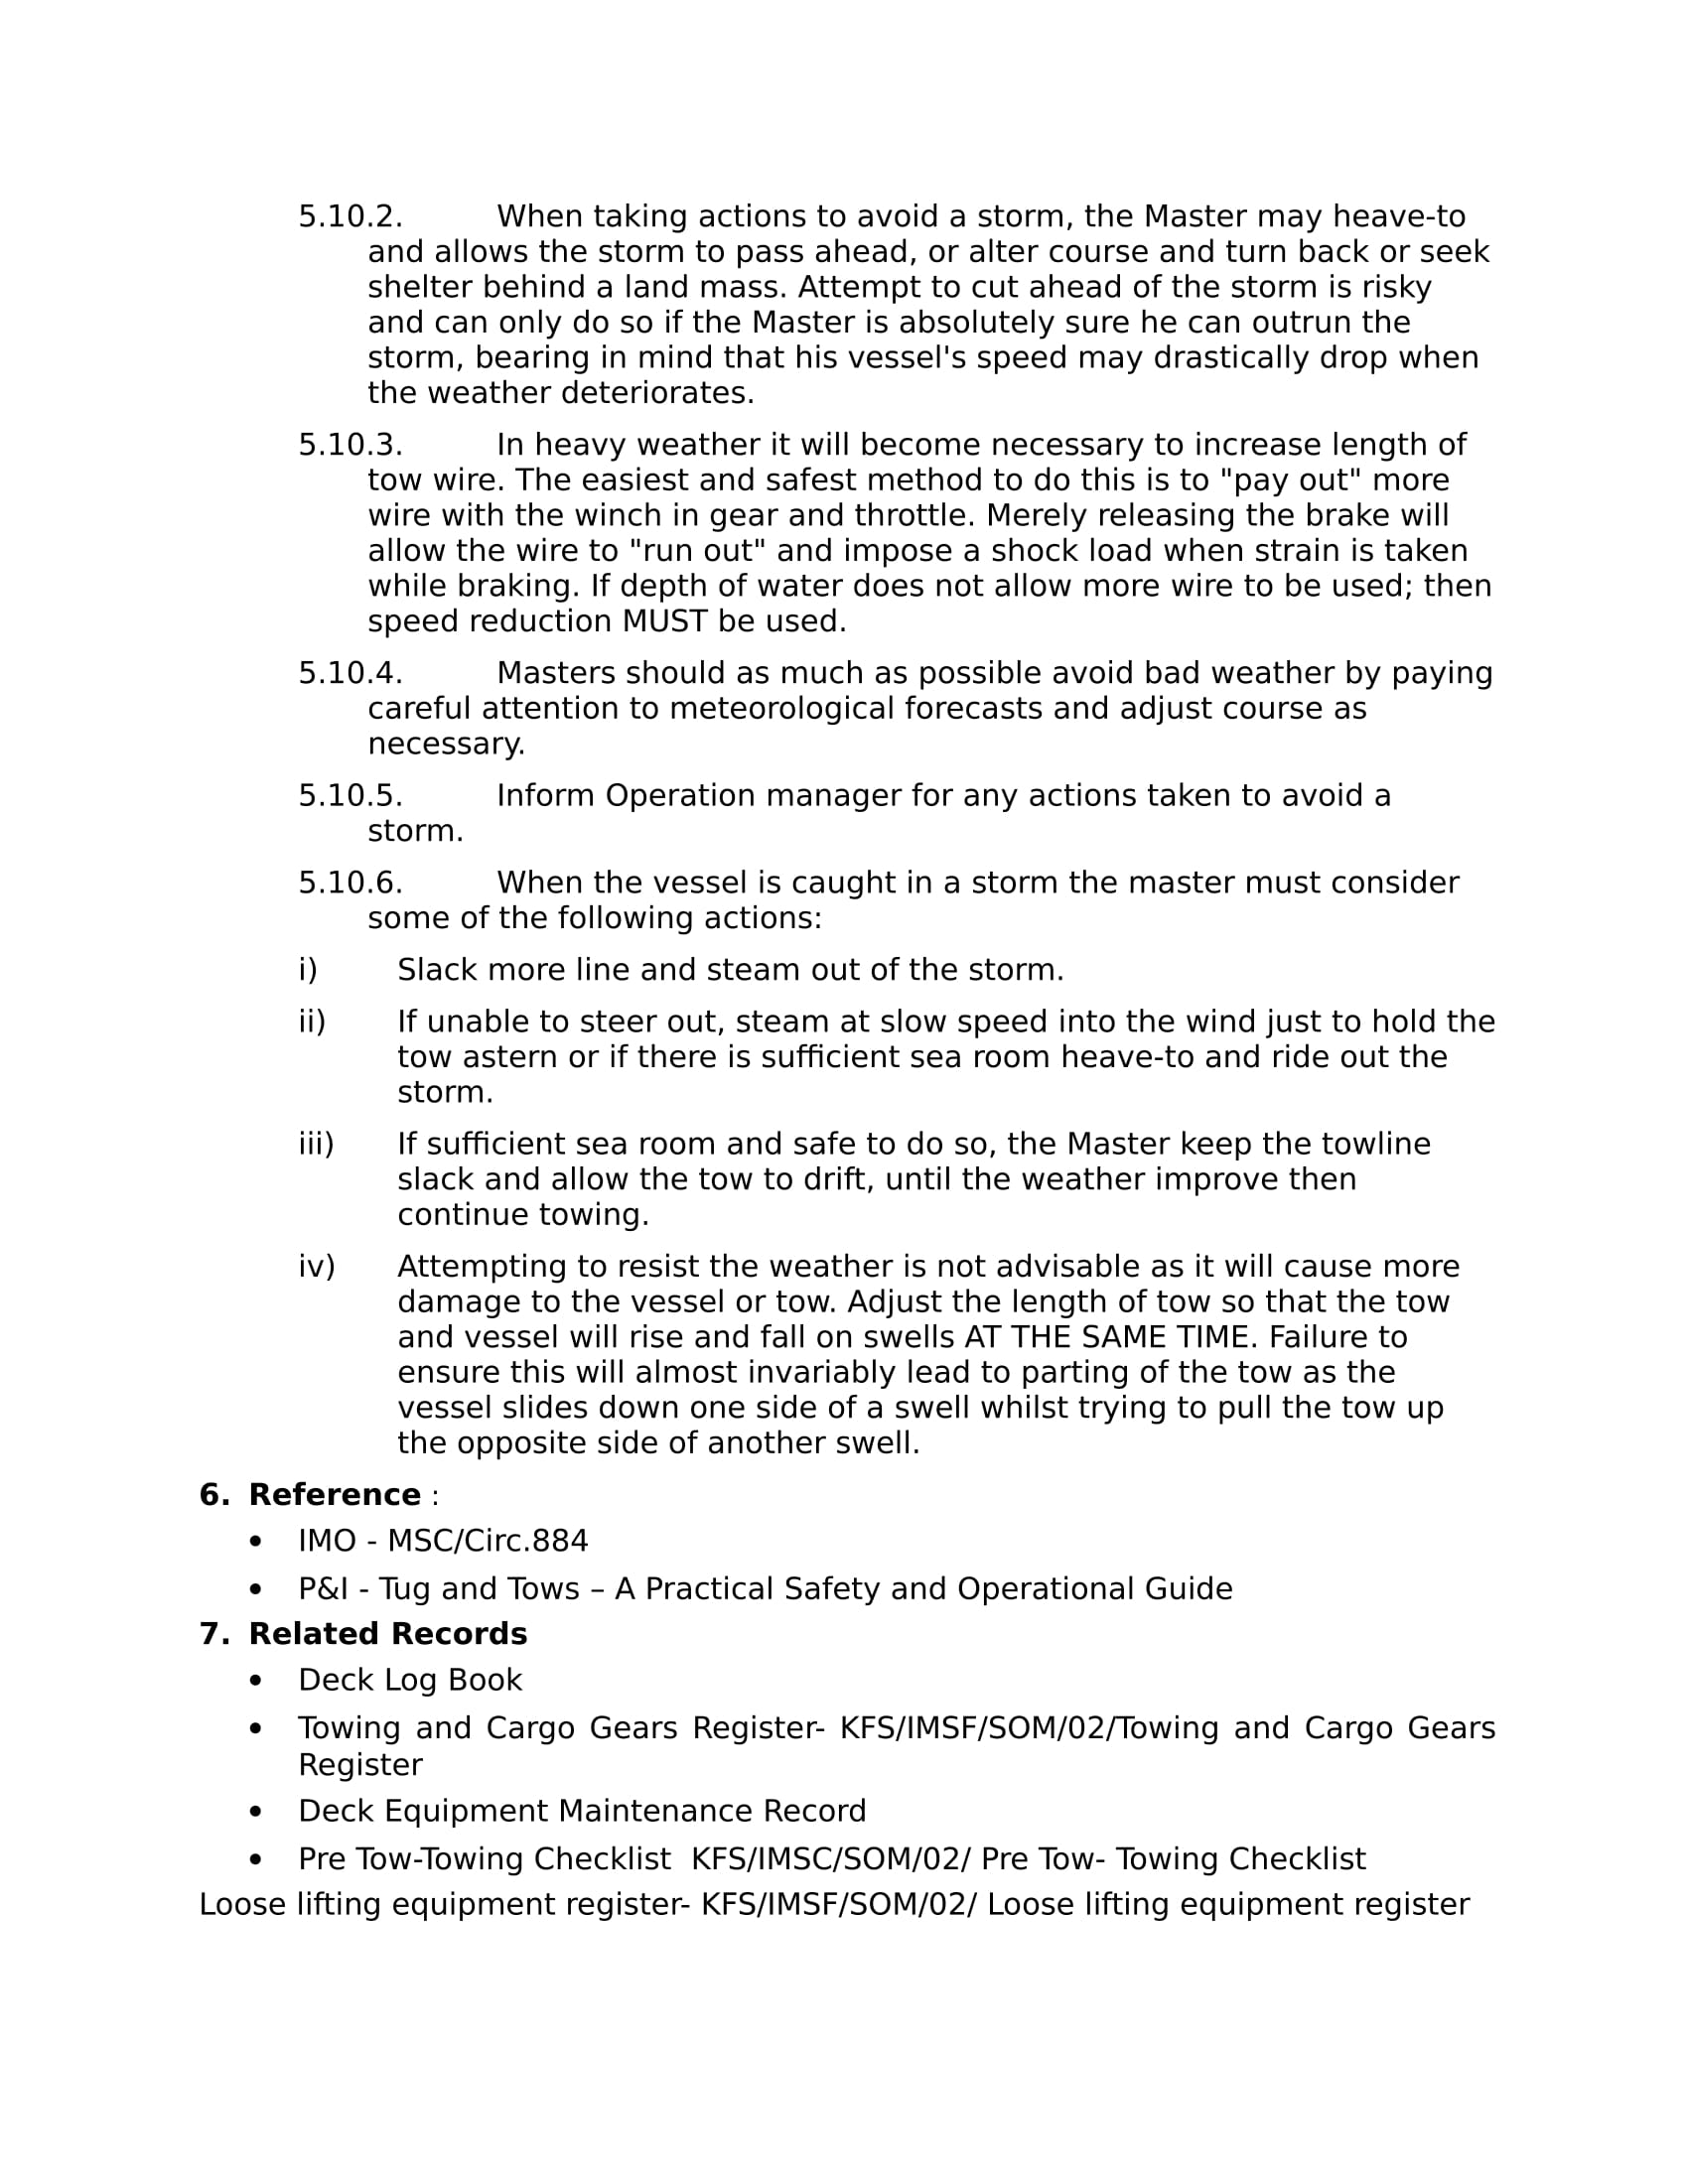 5.10.2. When taking actions to avoid a storm, the Master may heave-to
and allows the storm to pass ahead, or alter course and turn back or seek
shelter behind a land mass. Attempt to cut ahead of the storm is risky
and can only do so if the Master is absolutely sure he can outrun the
storm, bearing in mind that his vessel's speed may drastically drop when
the weather deteriorates.
5.10.3. In heavy weather it will become necessary to increase length of
tow wire. The easiest and safest method to do this is to "pay out" more
wire with the winch in gear and throttle. Merely releasing the brake will
allow the wire to "run out" and impose a shock load when strain is taken
while braking. If depth of water does not allow more wire to be used; then
speed reduction MUST be used.
5.10.4. Masters should as much as possible avoid bad weather by paying
careful attention to meteorological forecasts and adjust course as
necessary.
5.10.5. Inform Operation manager for any actions taken to avoid a
storm.
5.10.6. When the vessel is caught in a storm the master must consider
some of the following actions:
i) Slack more line and steam out of the storm.
ii) If unable to steer out, steam at slow speed into the wind just to hold the
tow astern or if there is sufficient sea room heave-to and ride out the
storm.
iii) If sufficient sea room and safe to do so, the Master keep the towline
slack and allow the tow to drift, until the weather improve then
continue towing.
iv) Attempting to resist the weather is not advisable as it will cause more
damage to the vessel or tow. Adjust the length of tow so that the tow
and vessel will rise and fall on swells AT THE SAME TIME. Failure to
ensure this will almost invariably lead to parting of the tow as the
vessel slides down one side of a swell whilst trying to pull the tow up
the opposite side of another swell.
6. Reference :
• IMO - MSC/Circ.884
• P&I - Tug and Tows – A Practical Safety and Operational Guide
7. Related Records
• Deck Log Book
• Towing and Cargo Gears Register- KFS/IMSF/SOM/02/Towing and Cargo Gears
Register
• Deck Equipment Maintenance Record
• Pre Tow-Towing Checklist  KFS/IMSC/SOM/02/ Pre Tow- Towing Checklist
Loose lifting equipment register- KFS/IMSF/SOM/02/ Loose lifting equipment register